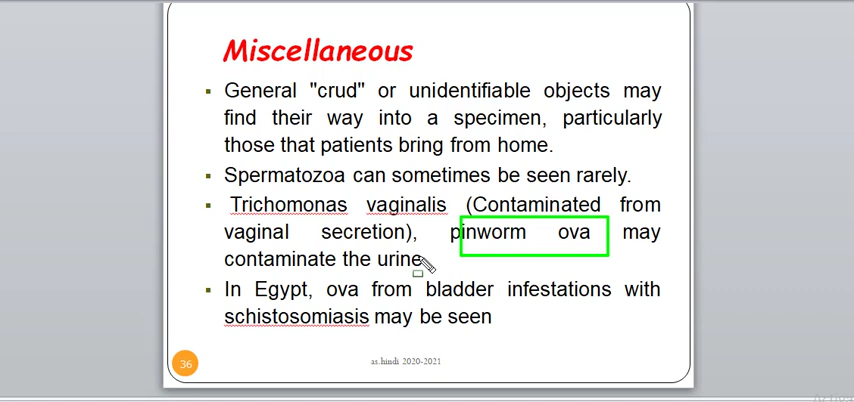 Miscellaneous
▪ General "crud" or unidentifiable objects may
find their way into a specimen, particularly
those that patients bring from home.
▪ Spermatozoa can sometimes be seen rarely.
▪ Trichomonas vaginalis (Contaminated from
vaginal secretion), pinworm ova may
contaminate the urine
▪ In Egypt, ova from bladder infestations with
schistosomiasis may be seen
36
as.hindi 2020-2021